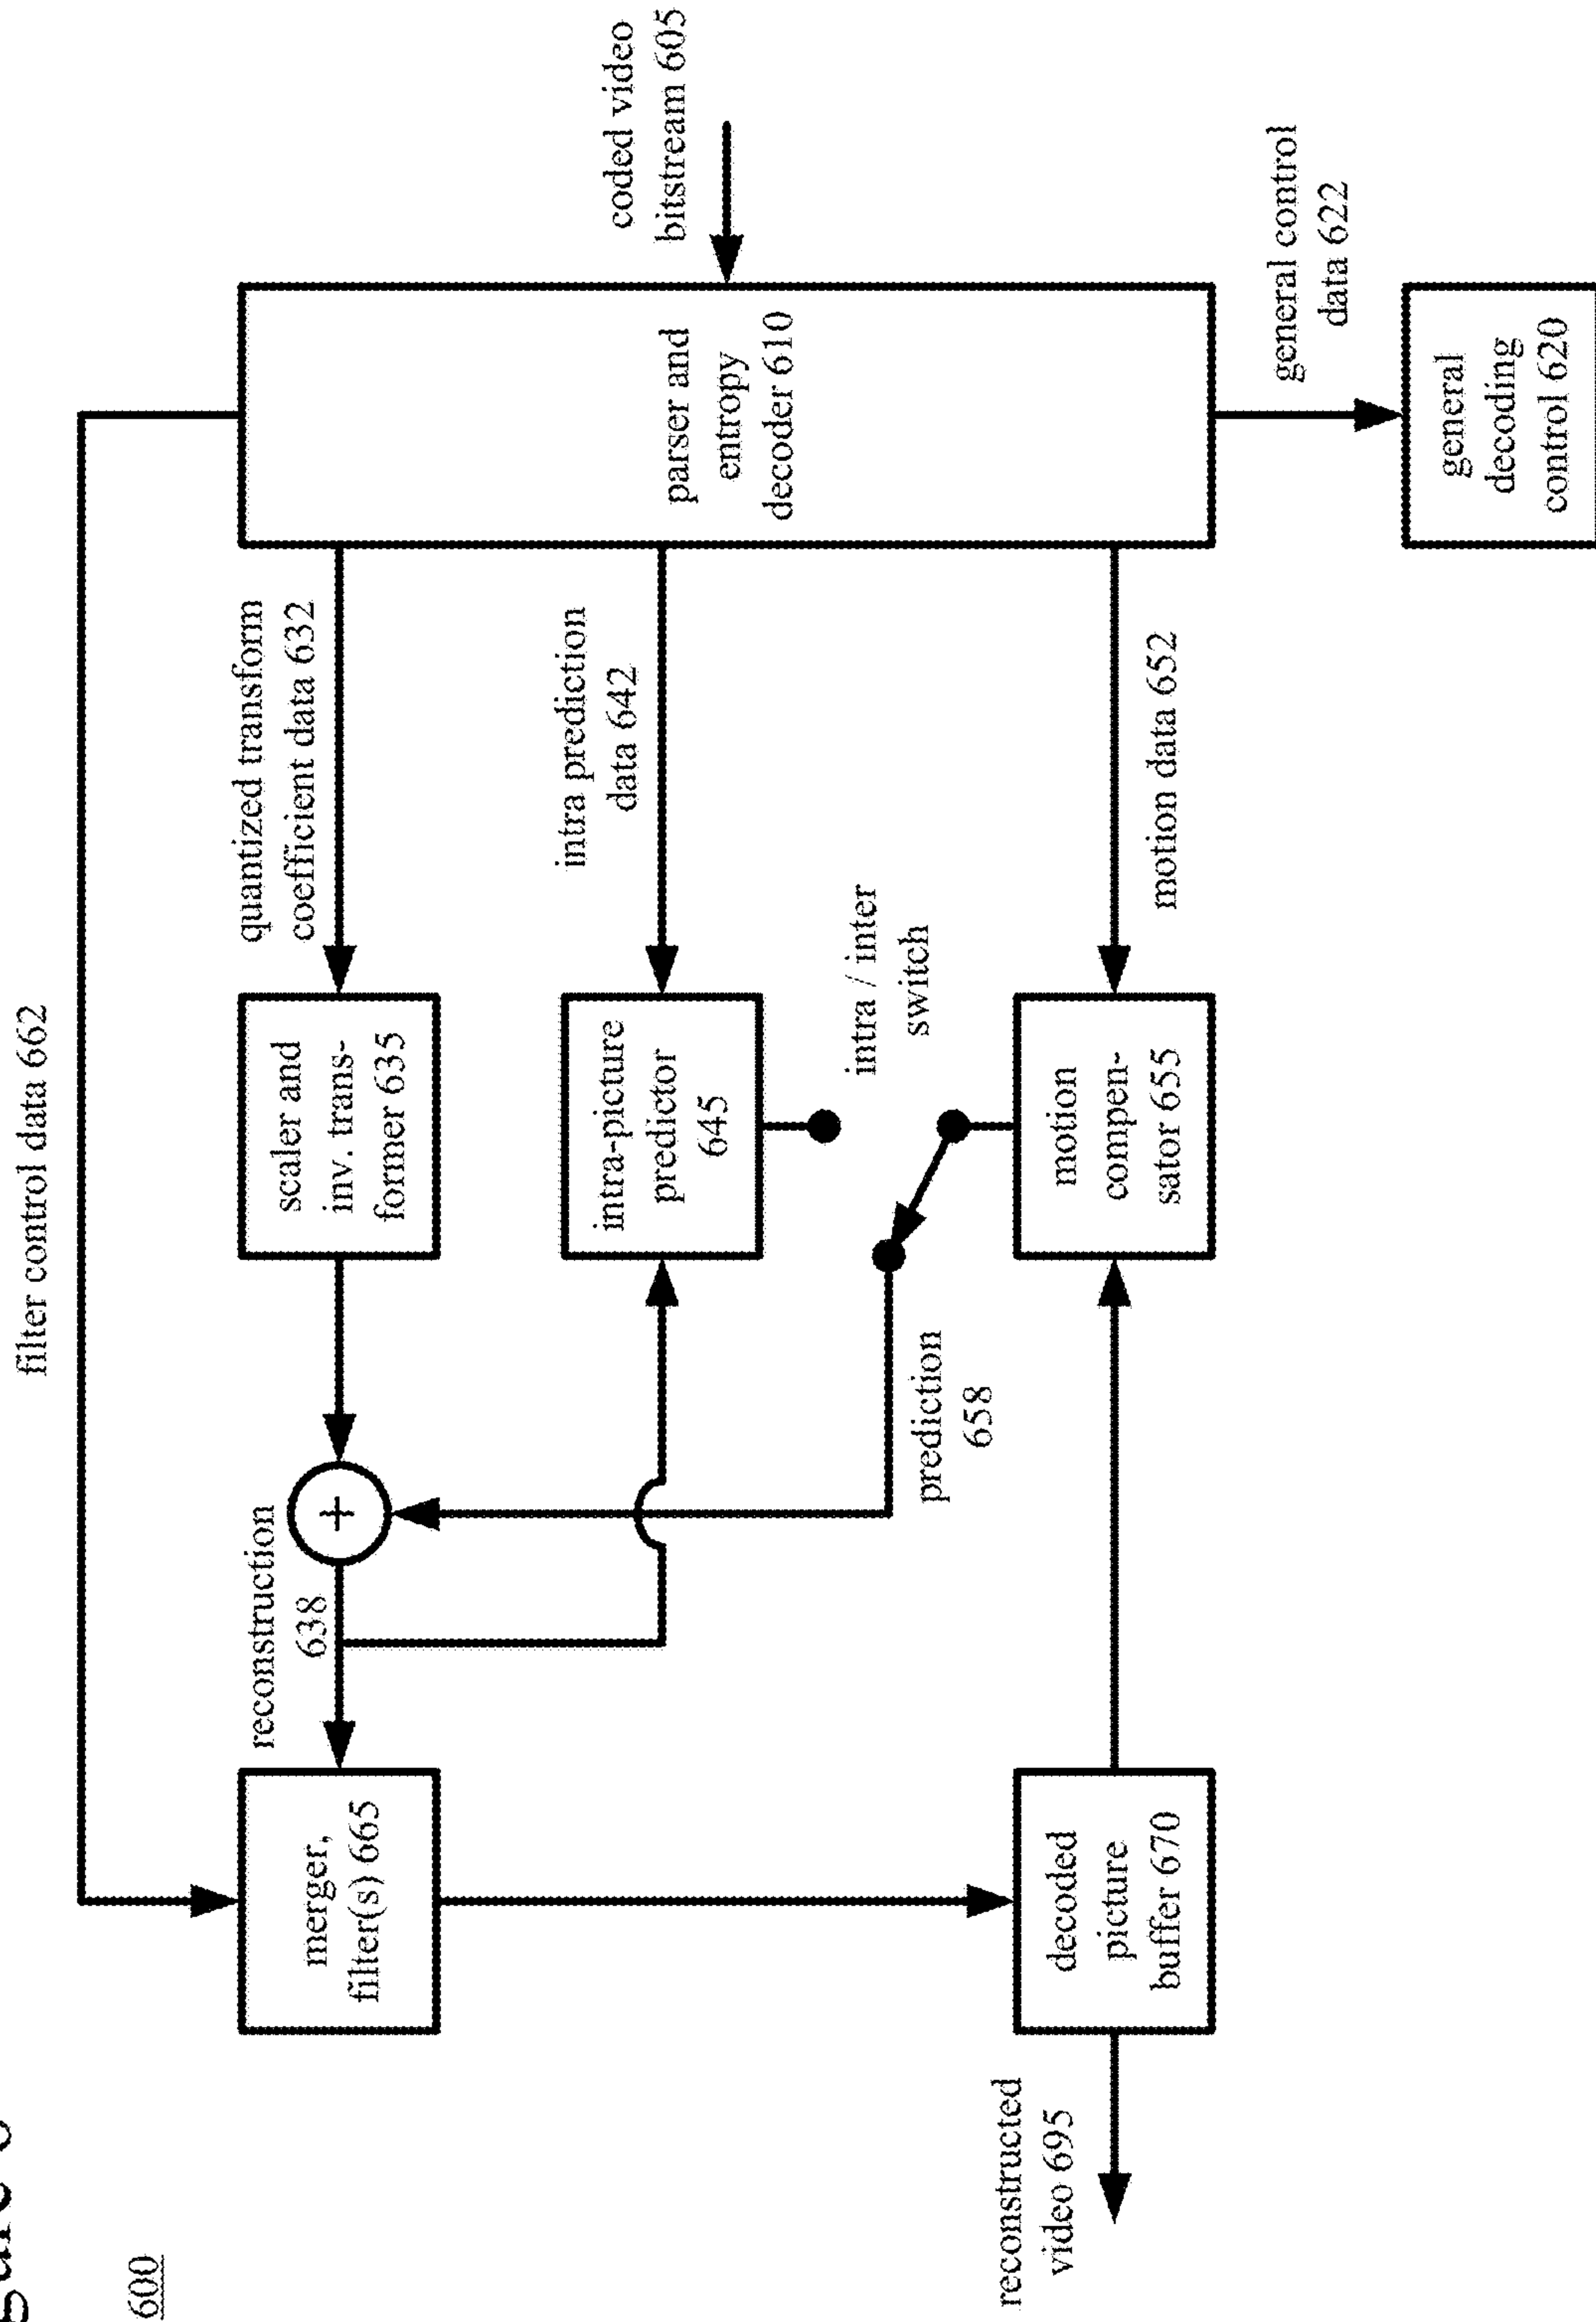 600
filter control data 662
merger,
filter(s) 665
reconstruction
638
+
scaler and
inv. trans-
former 635
quantized transform
coefficient data 632
intra-picture
predictor
645
intra prediction
data 642
parser and
entropy
decoder 610
coded video
bitstream 605
intra / inter
switch
prediction
658
reconstructed
video 695
decoded
picture
buffer 670
motion
compen-
sator 655
motion data 652
general control
data 622
general
decoding
control 620